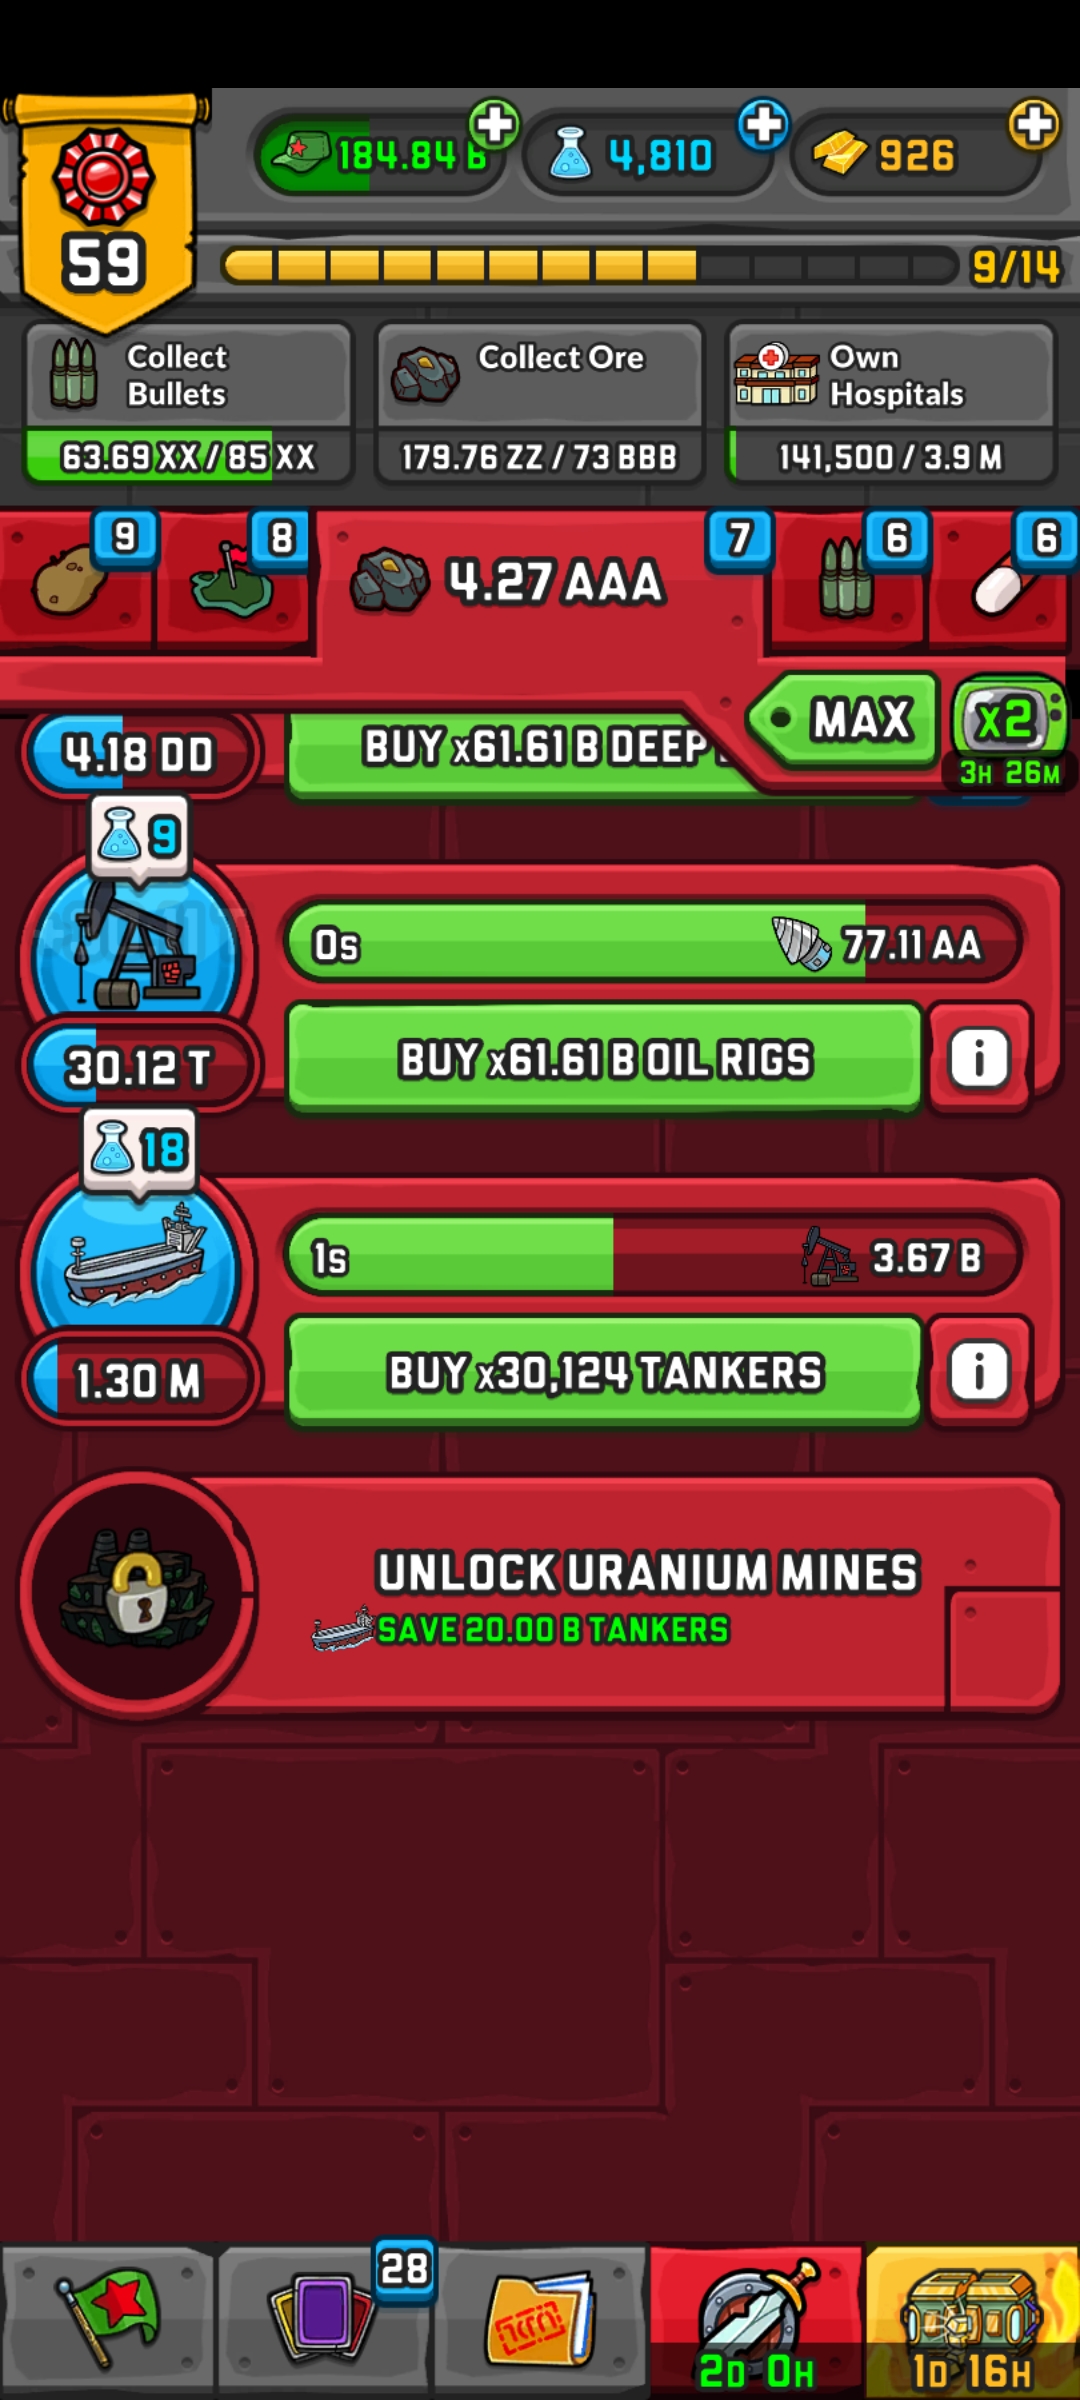 184.84 B
4,810
926
59
9/14
Collect
Bullets
63.69 XX / 85 XX
Collect Ore
179.76 ZZ / 73 BBB
Own
Hospitals
141,500 / 3.9 M
9
8
4.27 AAA
7
6
6
MAX
x2
3H 26M
4.18 DD
BUY x61.61 B DEEP
9
0s
77.11 AA
30.12 T
BUY x61.61 B OIL RIGS
i
18
1s
3.67 B
1.30 M
BUY x30,124 TANKERS
i
UNLOCK URANIUM MINES
SAVE 20.00 B TANKERS
28
2D 0H
1D 16H